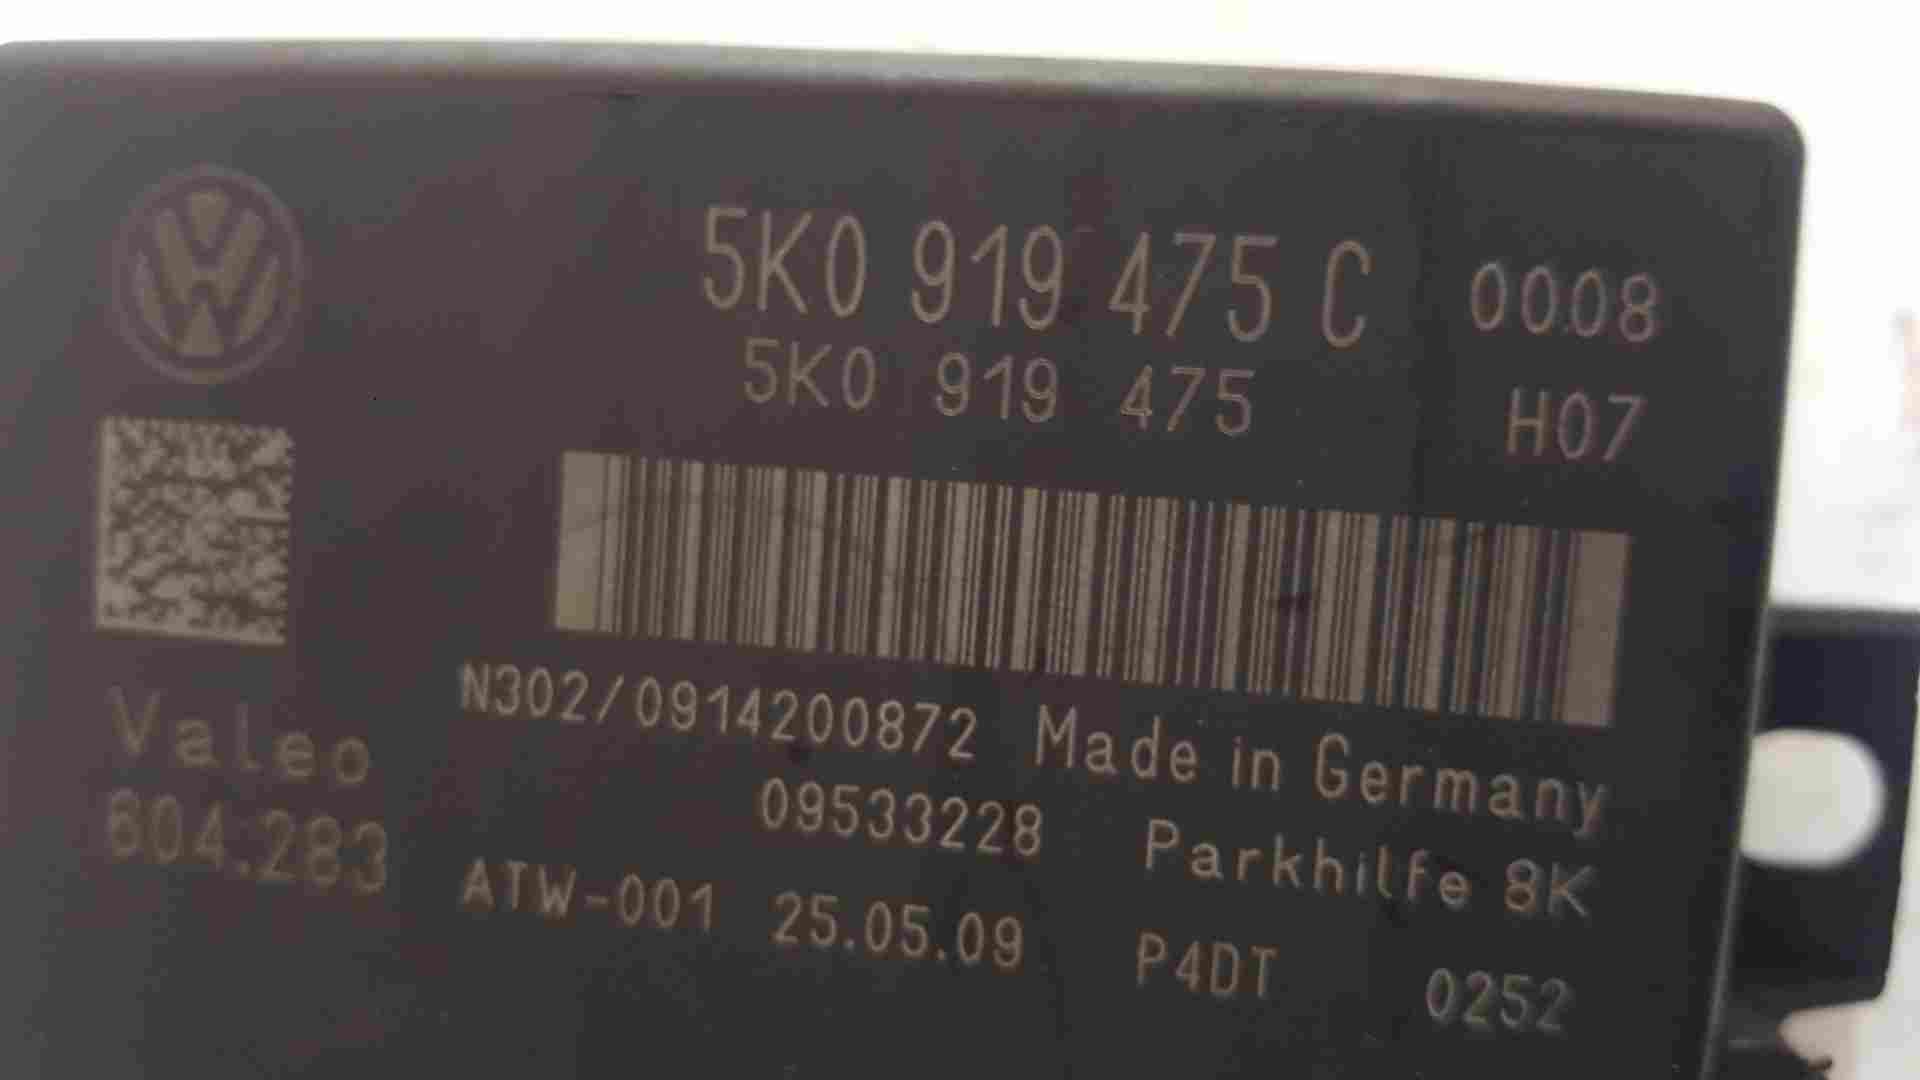 5K0 919 475 C 0008
5K0 919 475 H07
N302/0914200872 Made in Germany
Valeo
09533228 Parkhilfe 8K
604.283
ATW-001 25.05.09 P4DT 0252